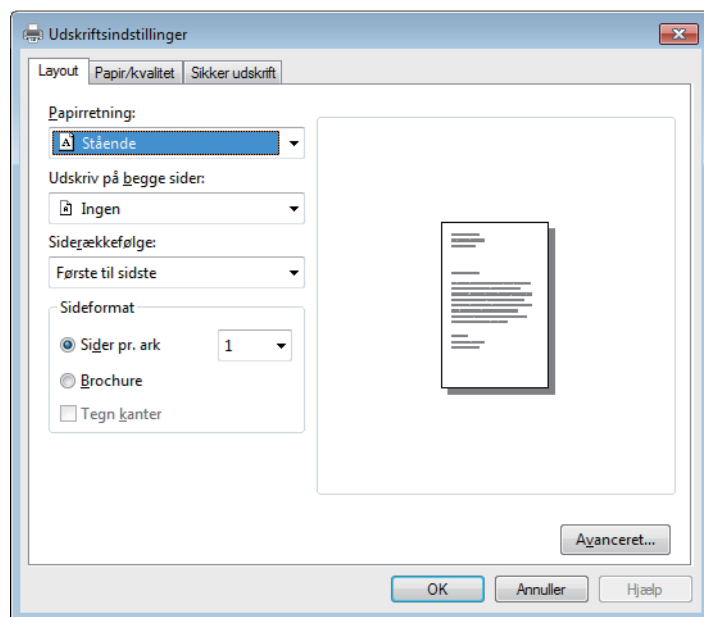 Udskriftsindstillinger
Layout Papir/kvalitet Sikker udskrift
Papirretning:
A Stående
Udskriv på begge sider:
Ingen
Siderækkefølge:
Første til sidste
Sideformat
Sider pr. ark 1
Brochure
Tegn kanter
Avanceret...
OK Annuller Hjælp